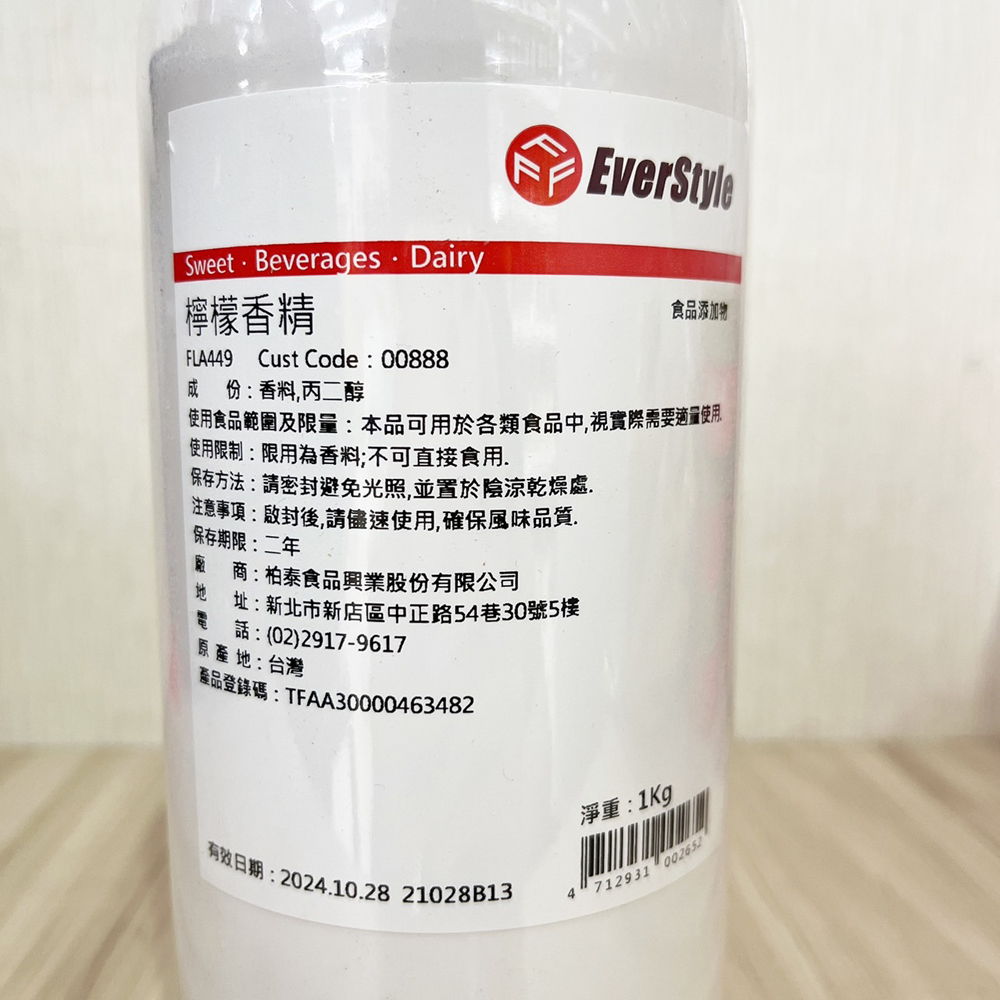 EverStyle
Sweet · Beverages · Dairy
檸檬香精
食品添加物
FLA449 Cust Code : 00888
成 份 : 香料,丙二醇
使用食品範圍及限量 : 本品可用於各類食品中,視實際需要適量使用.
使用限制 : 限用為香料;不可直接食用.
保存方法 : 請密封避免光照,並置於陰涼乾燥處.
注意事項 : 啟封後,請儘速使用,確保風味品質.
保存期限 : 二年
廠 商 : 柏泰食品興業股份有限公司
地 址 : 新北市新店區中正路54巷30號5樓
電 話 : (02)2917-9617
原 產 地 : 台灣
產品登錄碼 : TFAA30000463482
淨重 : 1Kg
4 712931 002652
有效日期 : 2024.10.28 21028B13